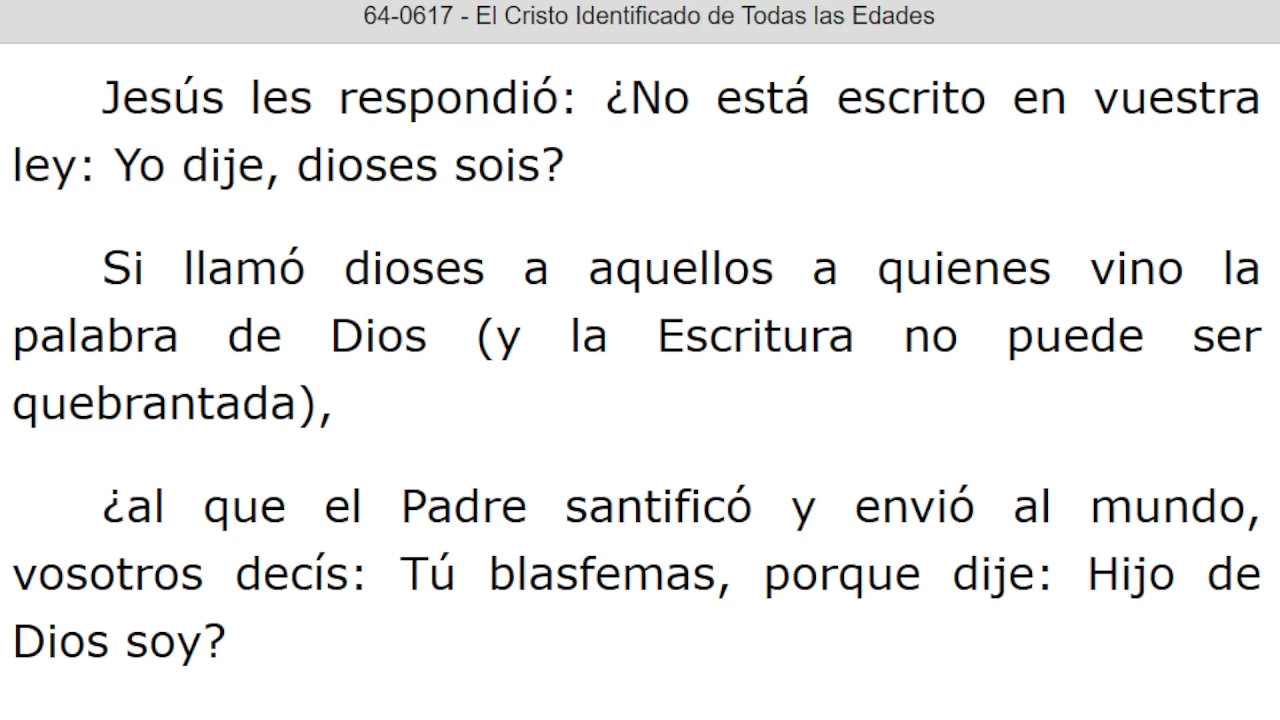 64-0617 - El Cristo Identificado de Todas las Edades
Jesús les respondió: ¿No está escrito en vuestra
ley: Yo dije, dioses sois?
Si llamó dioses a aquellos a quienes vino la
palabra de Dios (y la Escritura no puede ser
quebrantada),
¿al que el Padre santificó y envió al mundo,
vosotros decís: Tú blasfemas, porque dije: Hijo de
Dios soy?